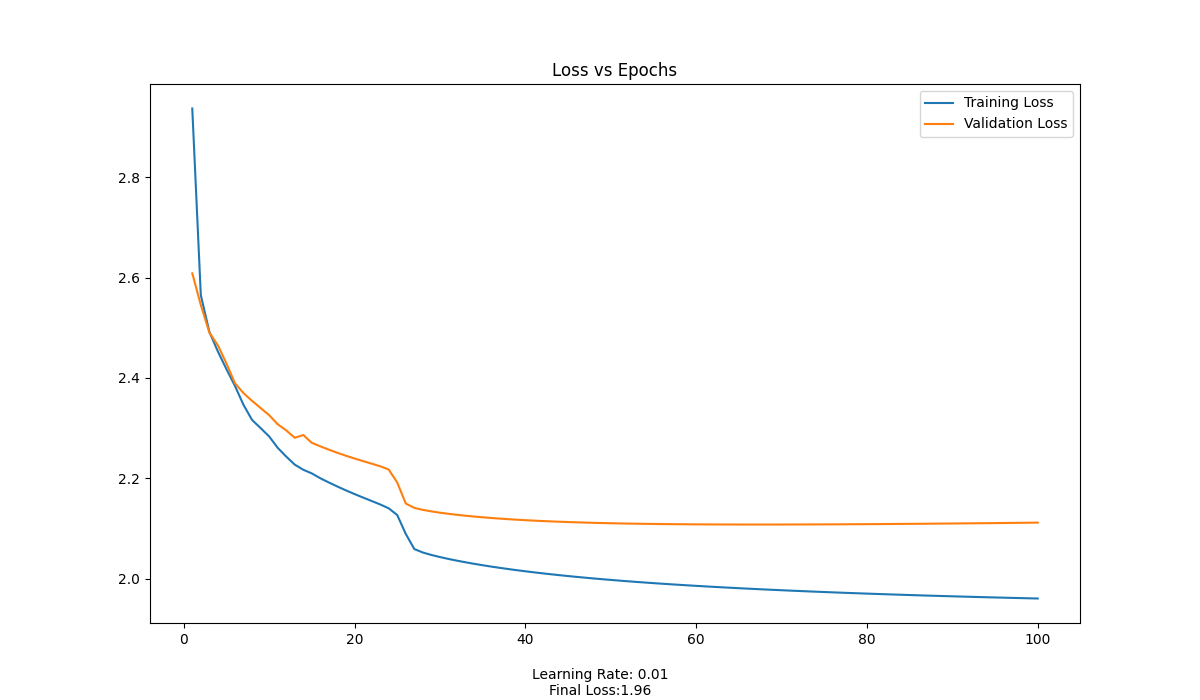 Loss vs Epochs
Training Loss
Validation Loss
2.8
2.6
2.4
2.2
2.0
0 20 40 60 80 100
Learning Rate: 0.01
Final Loss:1.96